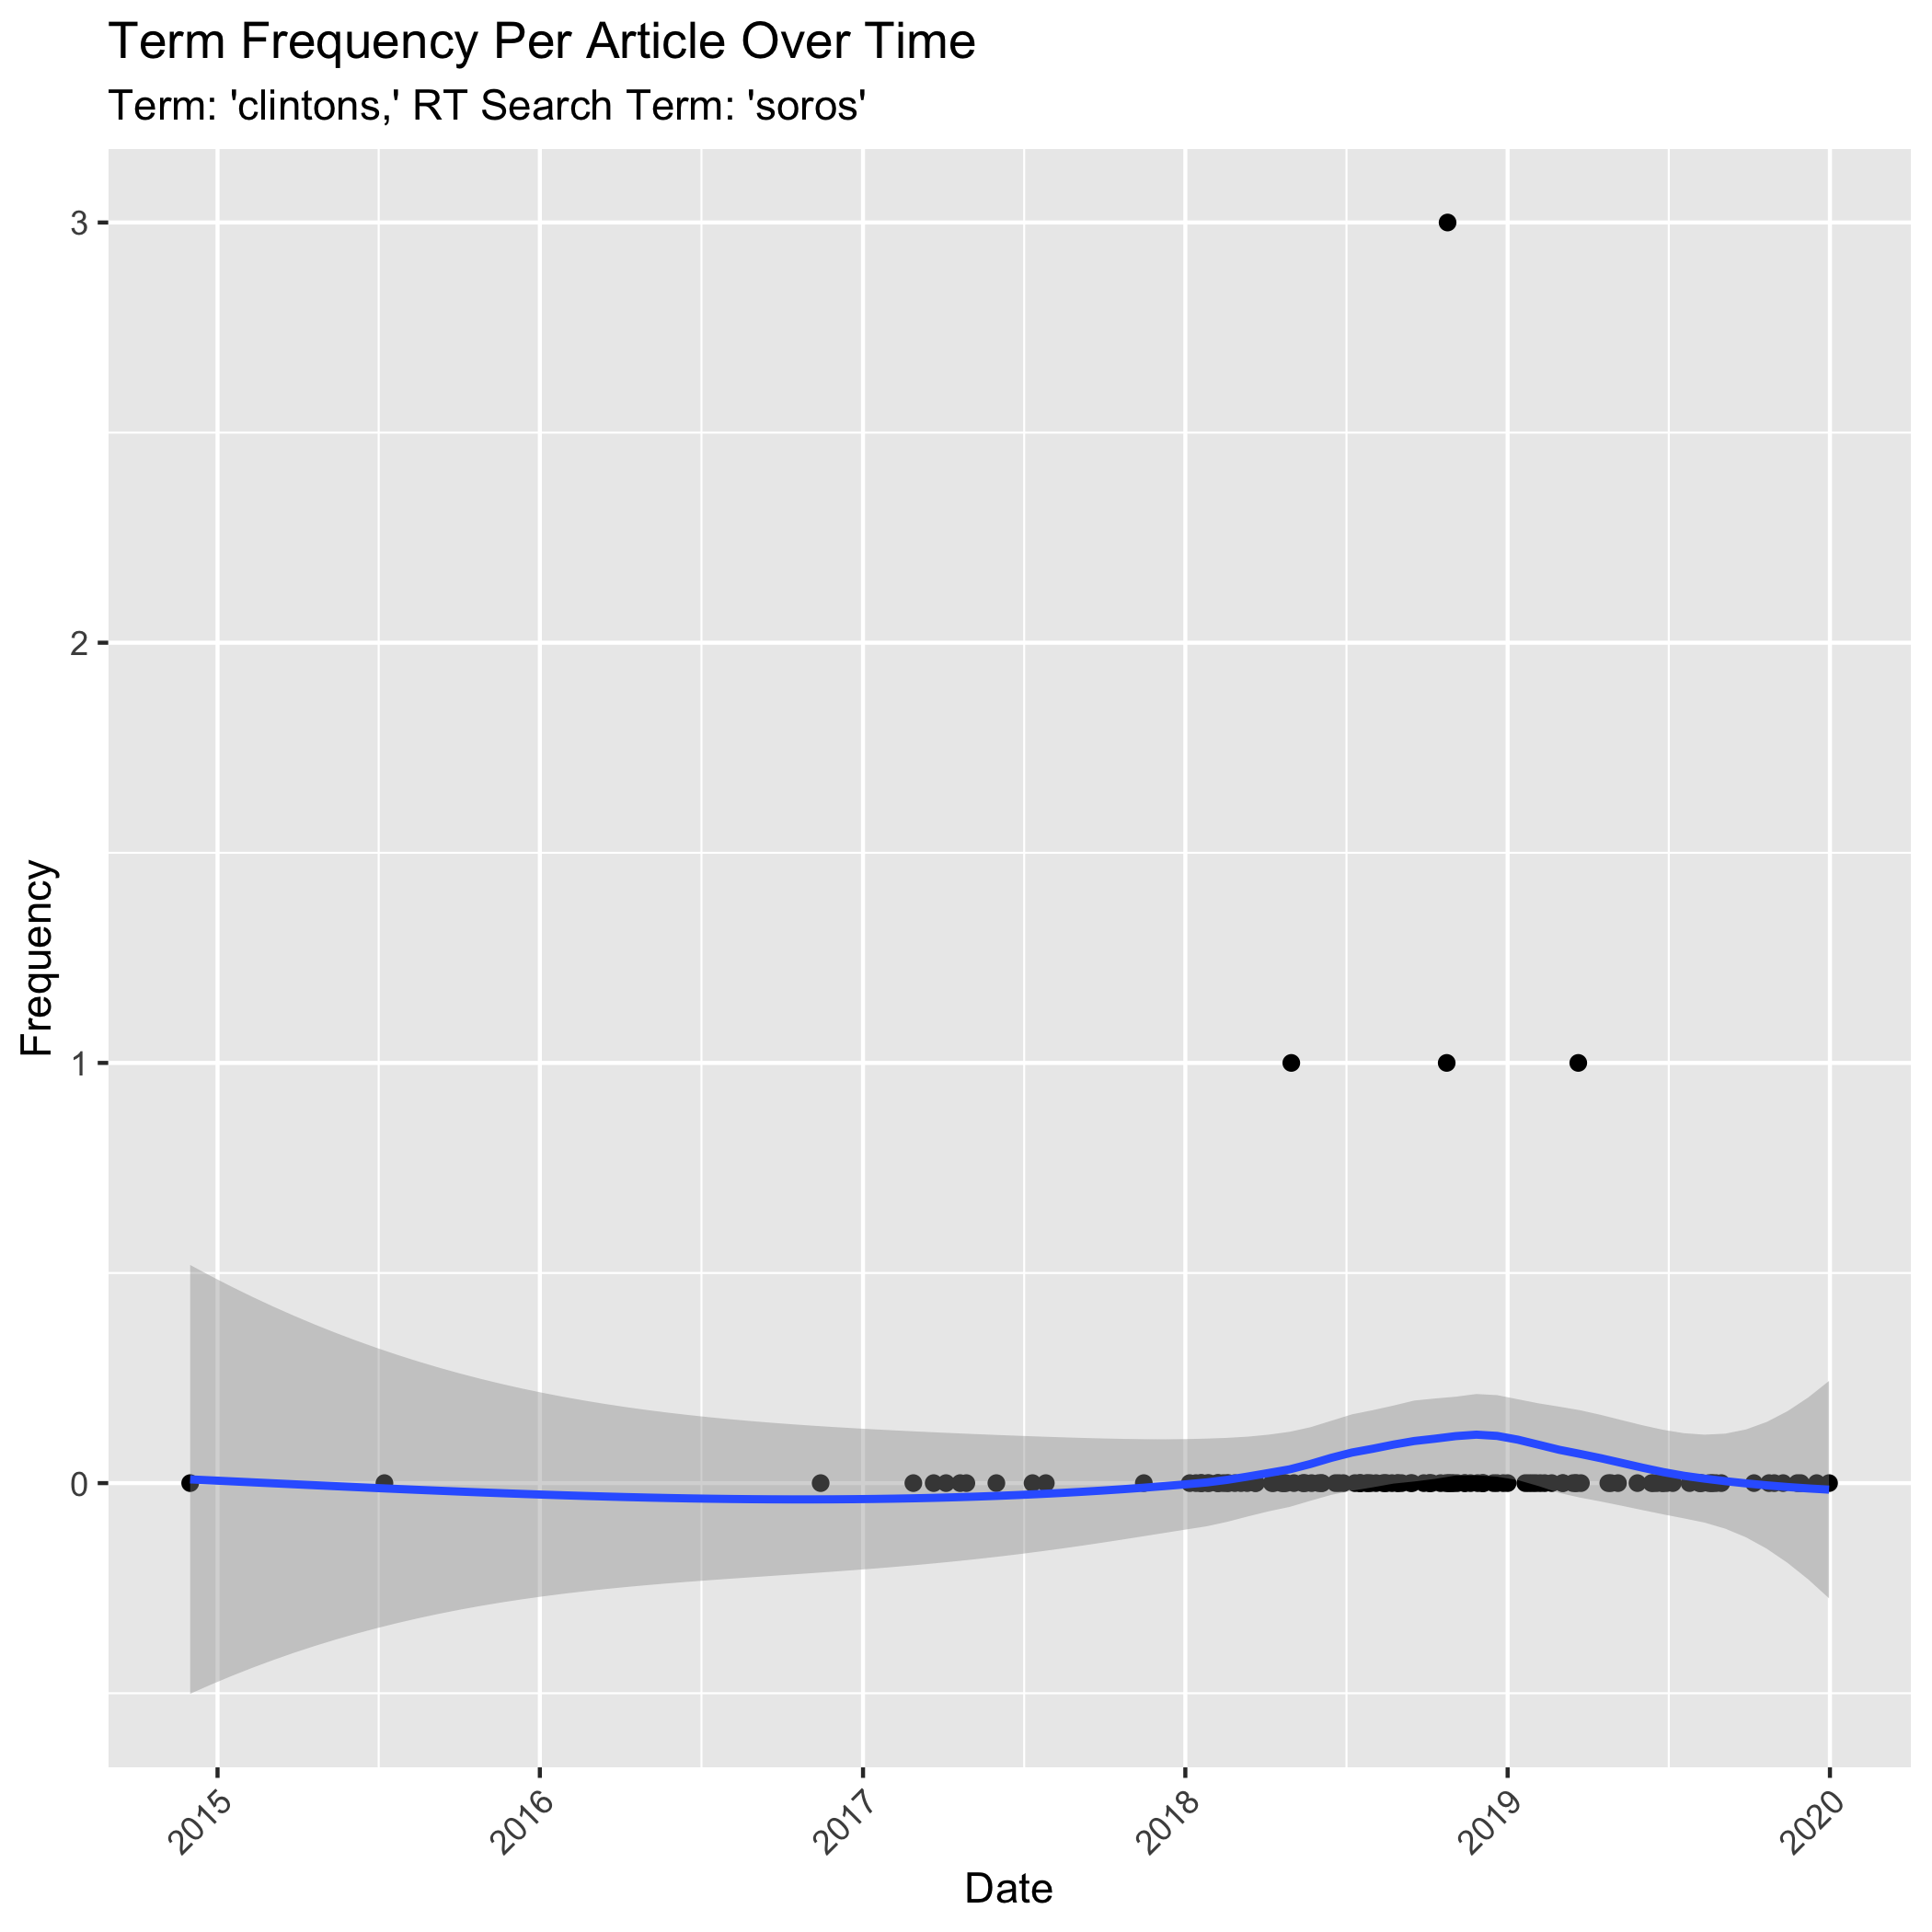 Term Frequency Per Article Over Time
Term: 'clintons,' RT Search Term: 'soros'
3
2
1
0
Frequency
2015
2016
2017
2018
2019
2020
Date